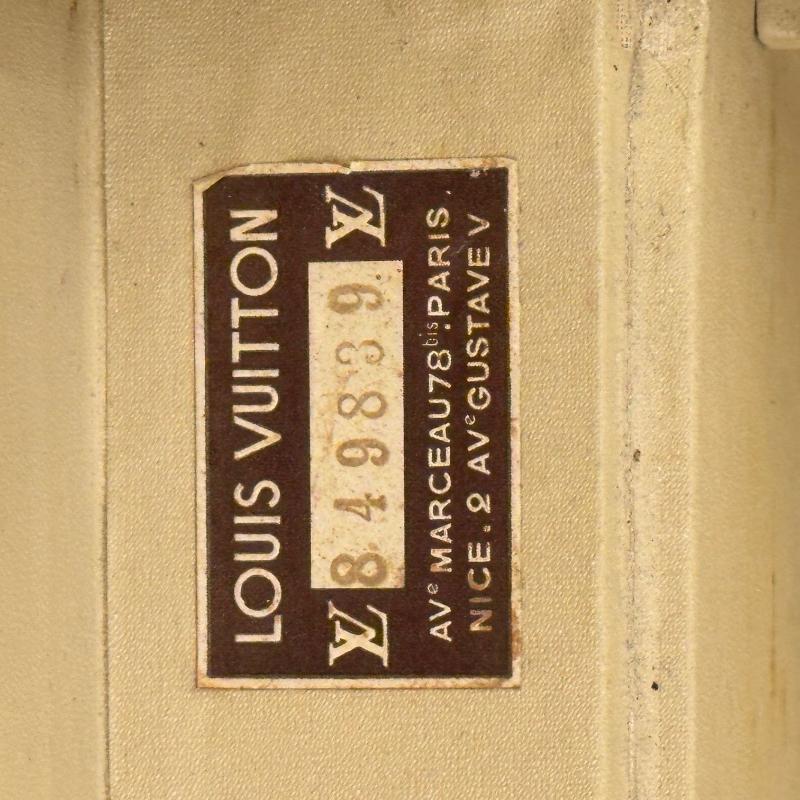 LOUIS VUITTON
LV 849839 LV
AVe MARCEAU 78bis. PARIS.
NICE. 2 AVe GUSTAVE V